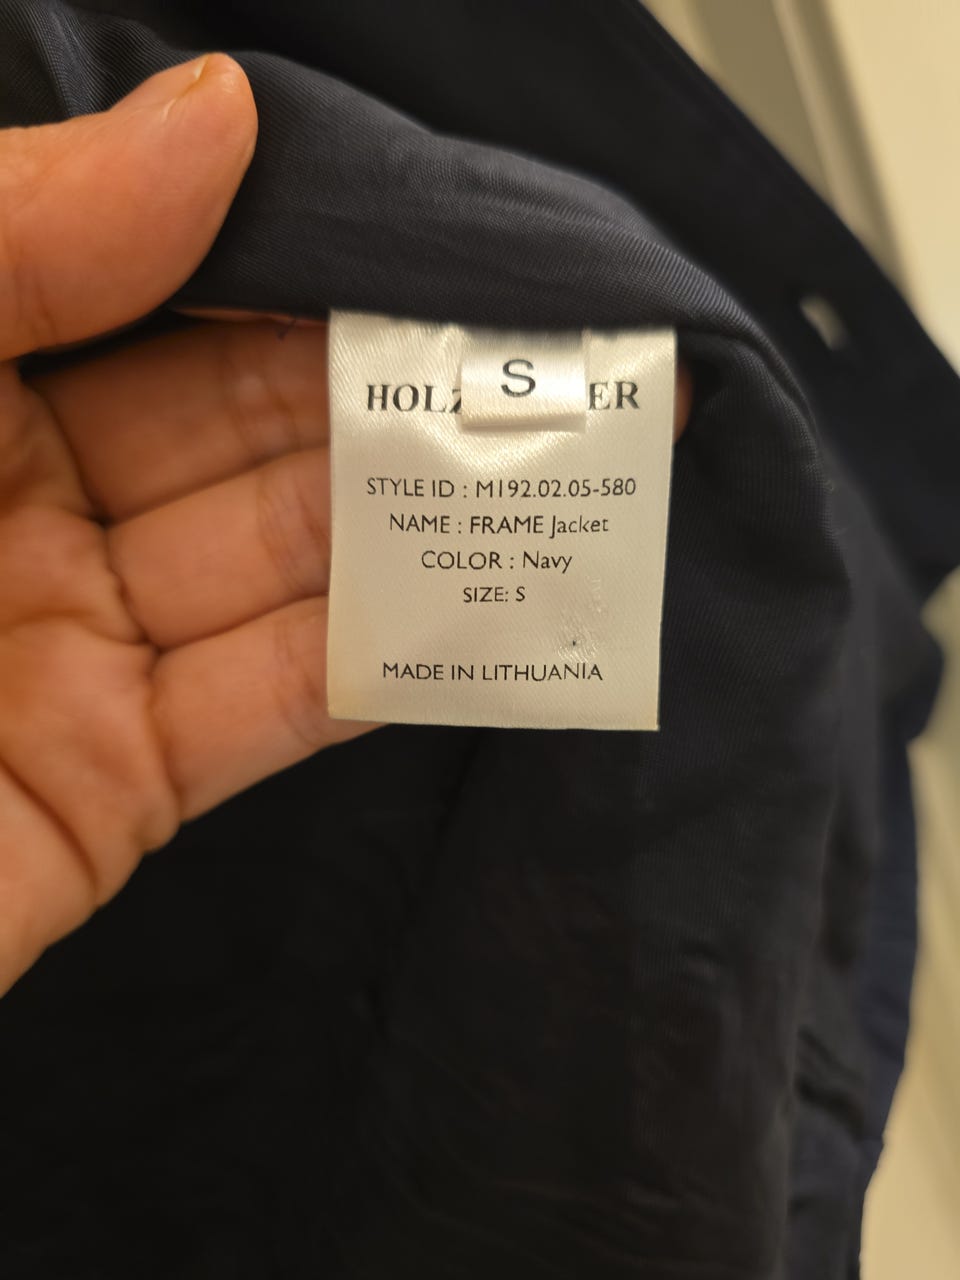 S
HOLZ ER
STYLE ID : M192.02.05-580
NAME : FRAME Jacket
COLOR : Navy
SIZE: S
MADE IN LITHUANIA